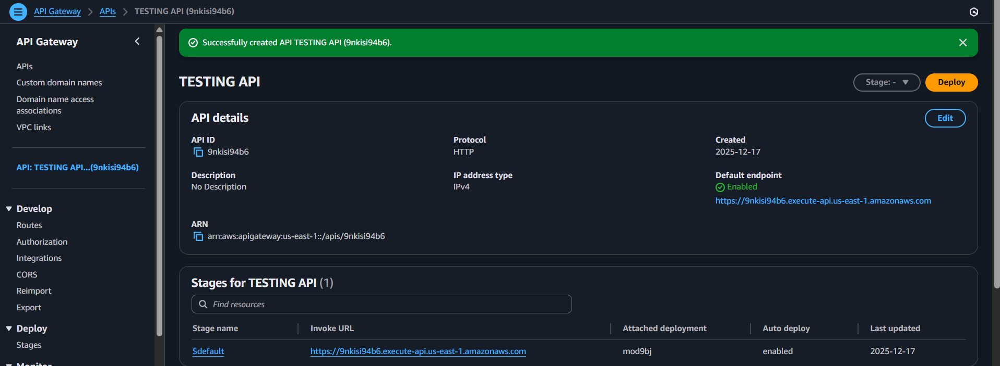 API Gateway > APIs > TESTING API (9nkisi94b6)
API Gateway
APIs
Custom domain names
Domain name access
associations
VPC links
API: TESTING API...(9nkisi94b6)
Develop
Routes
Authorization
Integrations
CORS
Reimport
Export
Deploy
Stages
Monitor
Successfully created API TESTING API (9nkisi94b6).
TESTING API
Stage: -
Deploy
API details
Edit
API ID
9nkisi94b6
Protocol
HTTP
Created
2025-12-17
Description
No Description
IP address type
IPv4
Default endpoint
Enabled
https://9nkisi94b6.execute-api.us-east-1.amazonaws.com
ARN
arn:aws:apigateway:us-east-1::/apis/9nkisi94b6
Stages for TESTING API (1)
Find resources
Stage name Invoke URL Attached deployment Auto deploy Last updated
$default https://9nkisi94b6.execute-api.us-east-1.amazonaws.com mod9bj enabled 2025-12-17